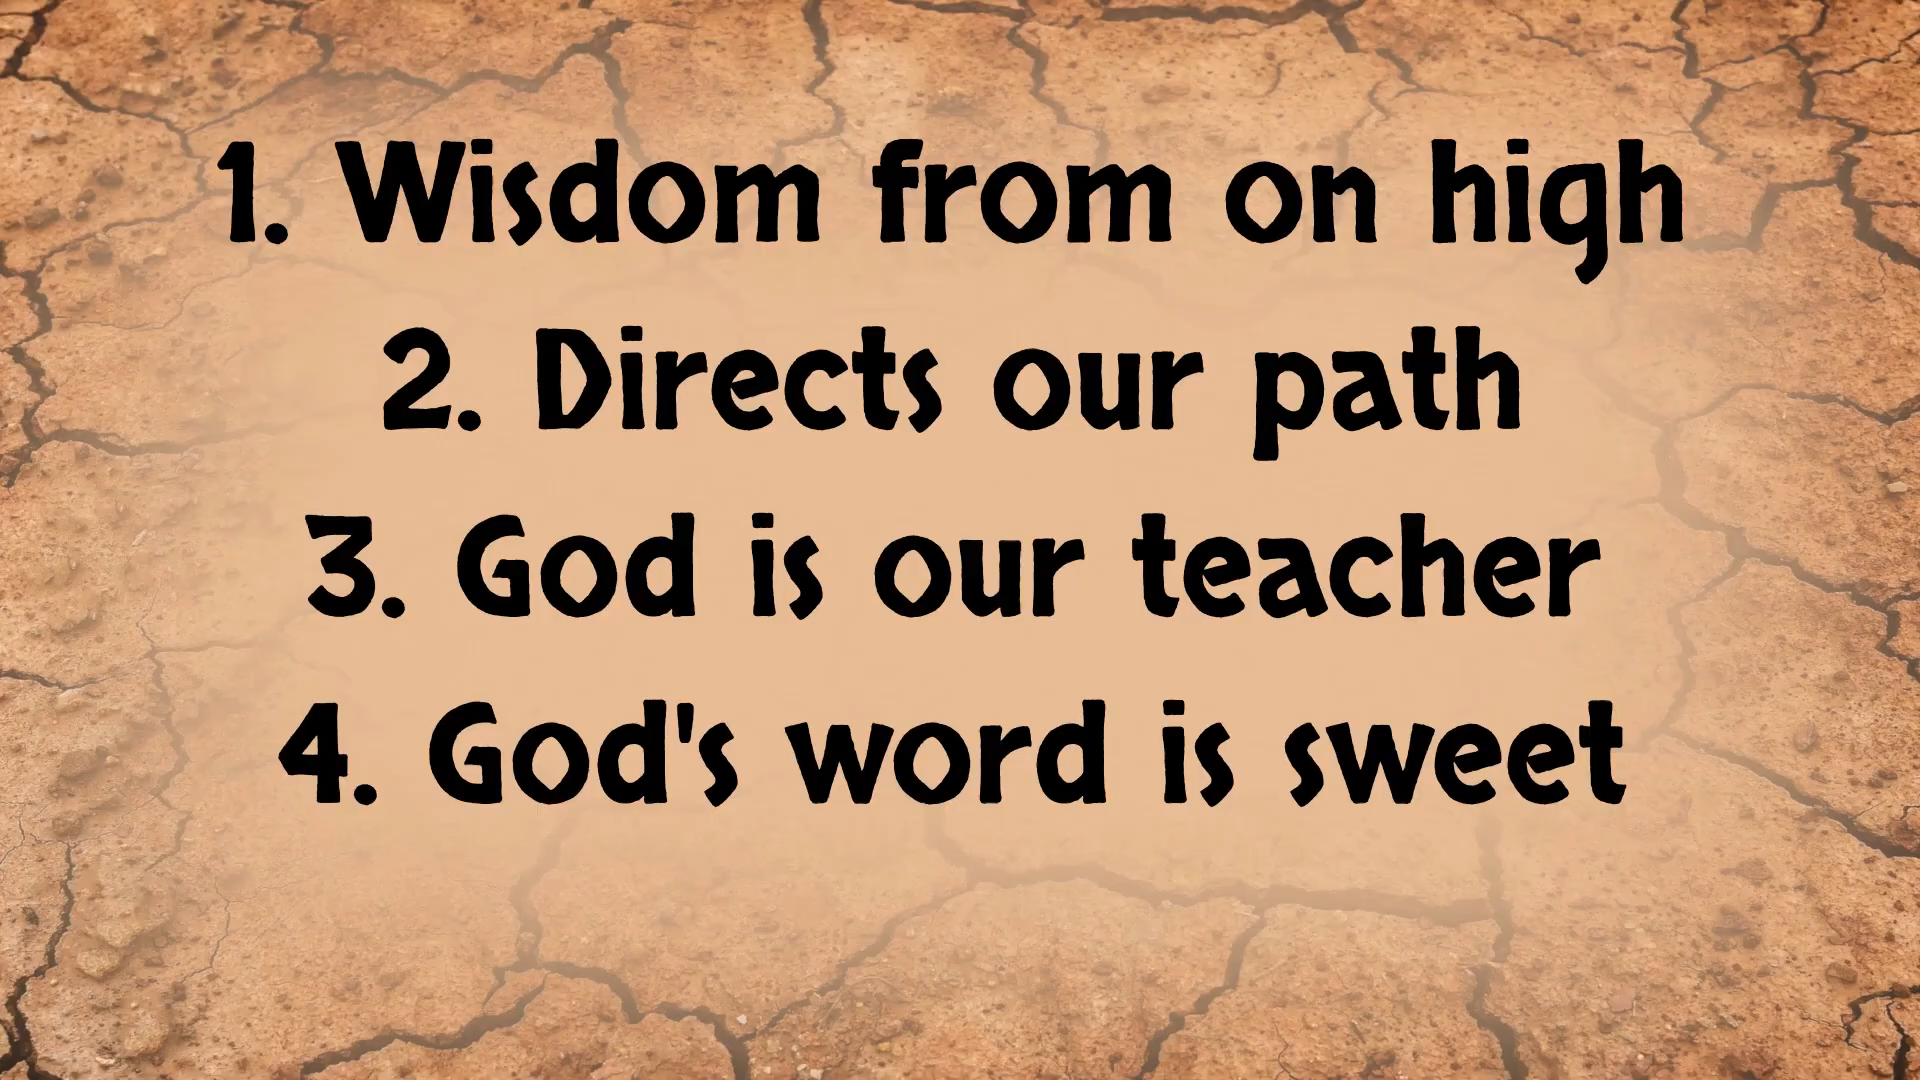 1. Wisdom from on high
2. Directs our path
3. God is our teacher
4. God's word is sweet